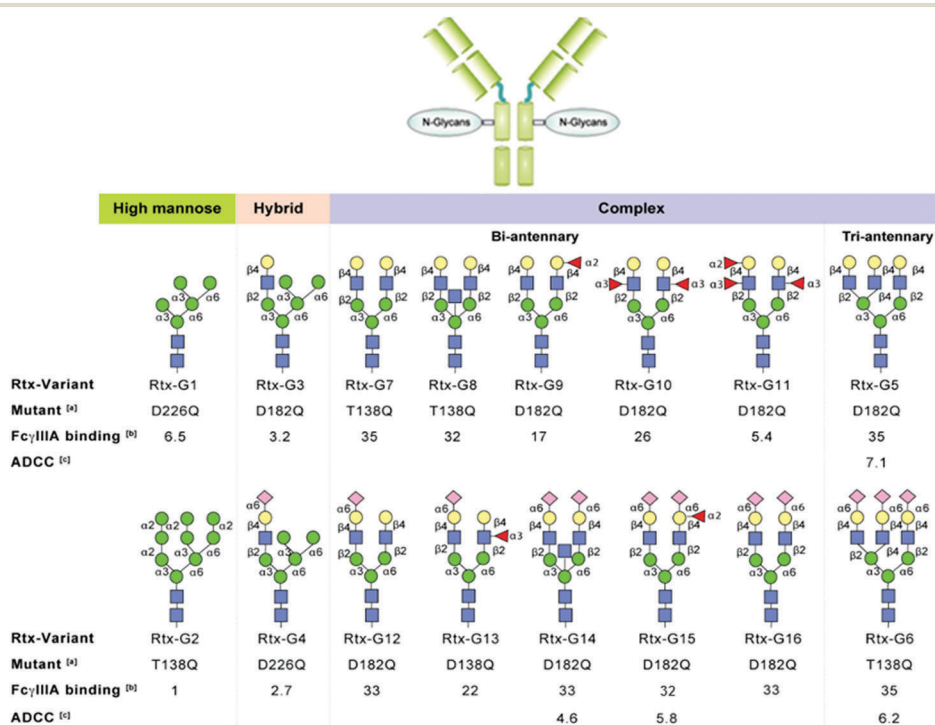 N-Glycans N-Glycans
High mannose Hybrid Complex
Bi-antennary Tri-antennary
β4 β4 β4 β4 β4 α2 β4 β4 α2 β4 β4 β4
α3 α3 α3 α3
β2 β2 β2 β2 β2 β2 β2 β2 β2 β2 β2 β2 β4 β2
α3 α6 α3 α6
α3 α6 α3 α6 α3 α6 α3 α6 α3 α6 α3 α6 α3 α6 α3 α6
Rtx-Variant Rtx-G1 Rtx-G3 Rtx-G7 Rtx-G8 Rtx-G9 Rtx-G10 Rtx-G11 Rtx-G5
Mutant [a] D226Q D182Q T138Q T138Q D182Q D182Q D182Q D182Q
FcγIIIA binding [b] 6.5 3.2 35 32 17 26 5.4 35
ADCC [c] 7.1
α6 α6 α6 α6 α6 α6 α6 α6 α6 α6 α6 α6
α2 α2 α2 β4 β4 β4 β4 β4 β4 β4 β4 β4 α2 β4 β4 β4 β4
α2 α3
α3 α6 α3 α6 β2 β2 β2 β2 β2 β2 β2 β2 β2 β2 β2 β2 β4 β2
α3 α6 α3 α6 α3 α6 α3 α6 α3 α6 α3 α6 α3 α6 α3 α6
Rtx-Variant Rtx-G2 Rtx-G4 Rtx-G12 Rtx-G13 Rtx-G14 Rtx-G15 Rtx-G16 Rtx-G6
Mutant [a] T138Q D226Q D182Q D138Q D182Q D182Q D182Q T138Q
FcγIIIA binding [b] 1 2.7 33 22 33 32 33 35
ADCC [c] 4.6 5.8 6.2